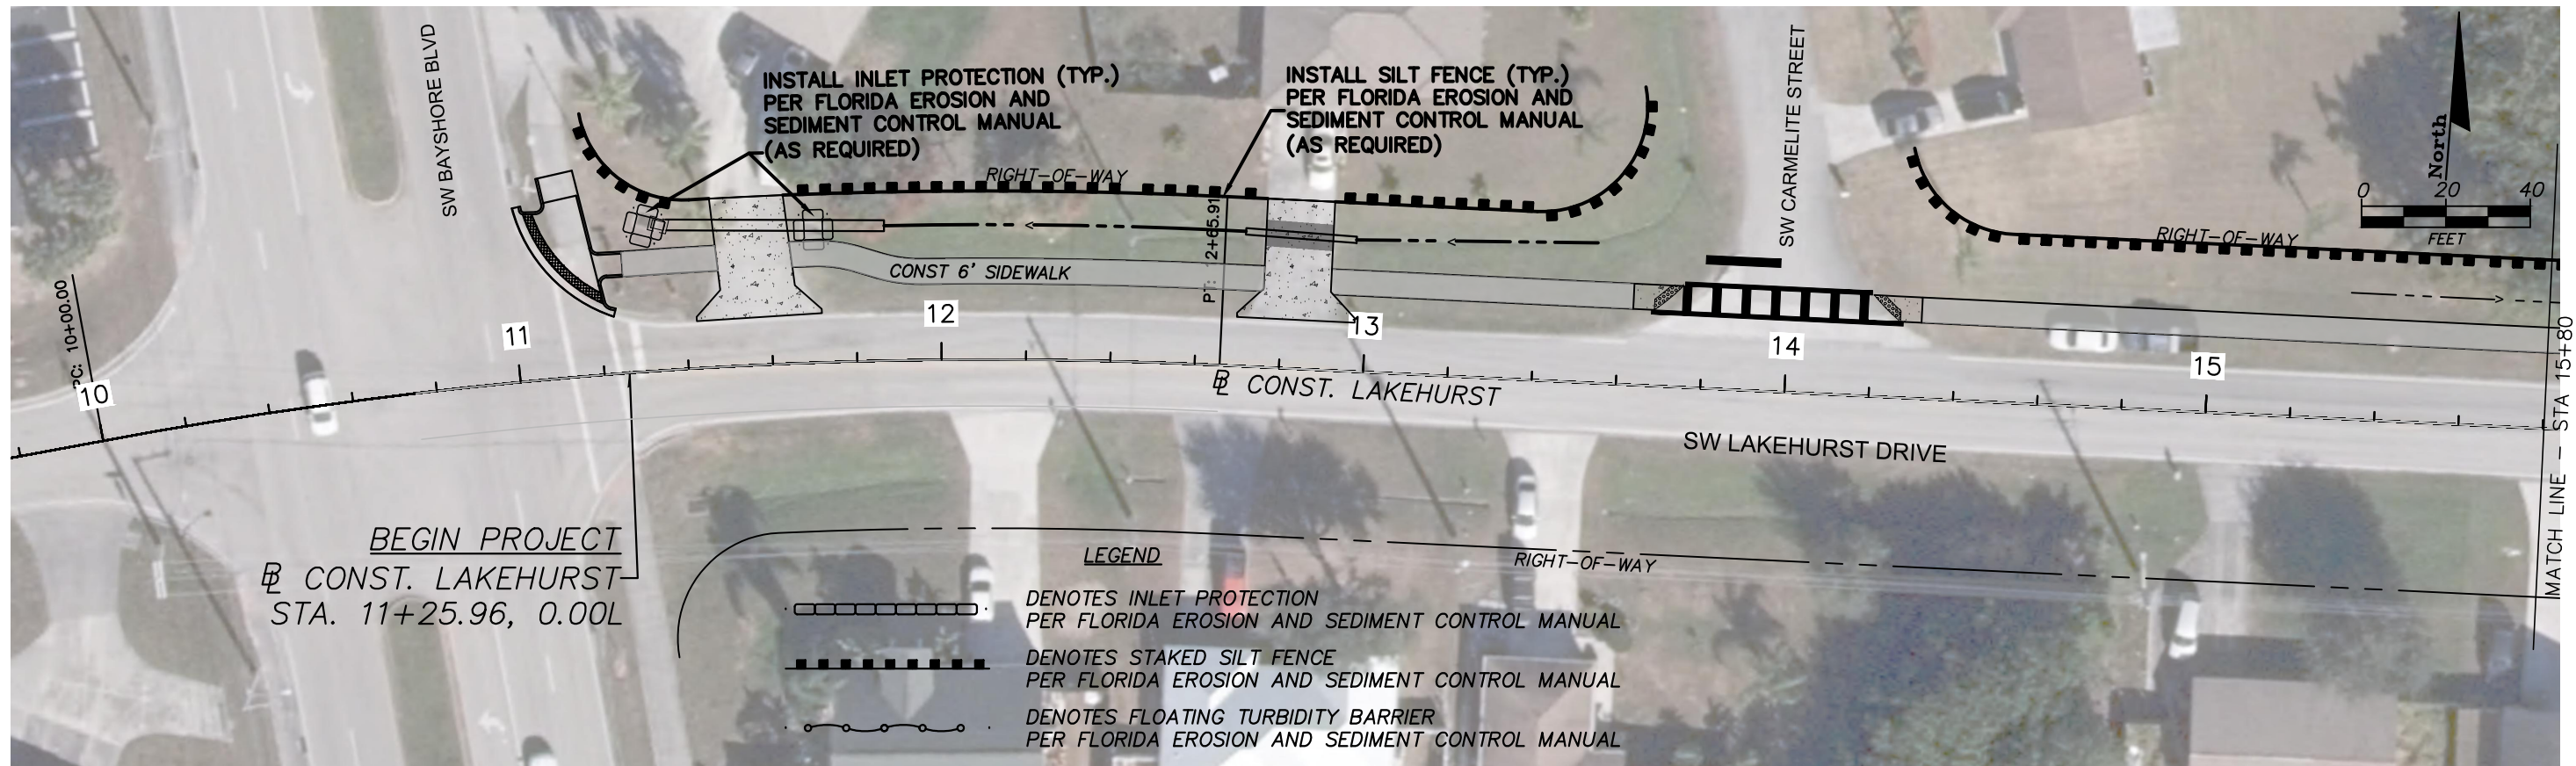 SW BAYSHORE BLVD
INSTALL INLET PROTECTION (TYP.)
PER FLORIDA EROSION AND
SEDIMENT CONTROL MANUAL
(AS REQUIRED)
INSTALL SILT FENCE (TYP.)
PER FLORIDA EROSION AND
SEDIMENT CONTROL MANUAL
(AS REQUIRED)
SW CARMELITE STREET
North
0 20 40
FEET
RIGHT-OF-WAY
RIGHT-OF-WAY
2+65.91
CONST 6' SIDEWALK
PC: 10+00.00
10
11
12
13
14
15
℔ CONST. LAKEHURST
SW LAKEHURST DRIVE
MATCH LINE - STA 15+80
BEGIN PROJECT
℔ CONST. LAKEHURST
STA. 11+25.96, 0.00L
RIGHT-OF-WAY
LEGEND
DENOTES INLET PROTECTION
PER FLORIDA EROSION AND SEDIMENT CONTROL MANUAL
DENOTES STAKED SILT FENCE
PER FLORIDA EROSION AND SEDIMENT CONTROL MANUAL
DENOTES FLOATING TURBIDITY BARRIER
PER FLORIDA EROSION AND SEDIMENT CONTROL MANUAL